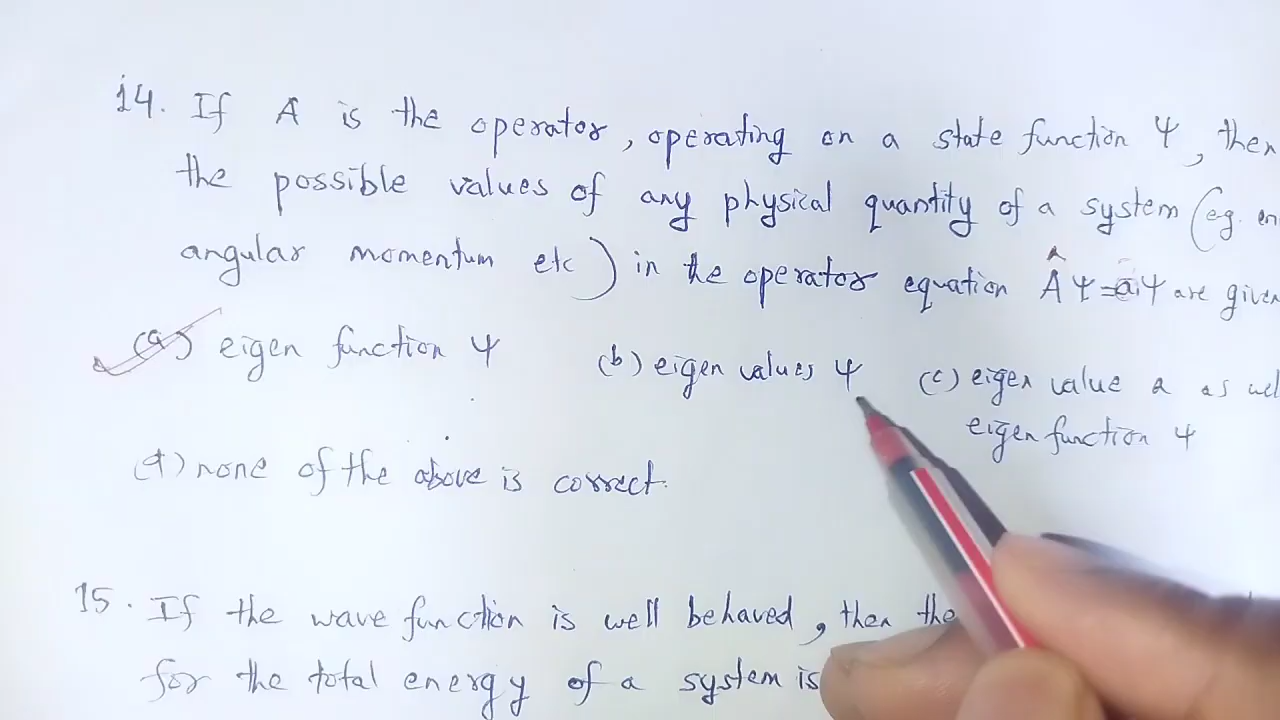 14. If A is the operator, operating on a state function Ψ, then
the possible values of any physical quantity of a system (eg. en
angular momentum etc) in the operator equation ÂΨ=aᵢΨ are given
(a) eigen function Ψ (b) eigen values Ψ (c) eigen value a as wel
eigen function Ψ
(d) none of the above is correct.
15. If the wave function is well behaved, then the
for the total energy of a system is